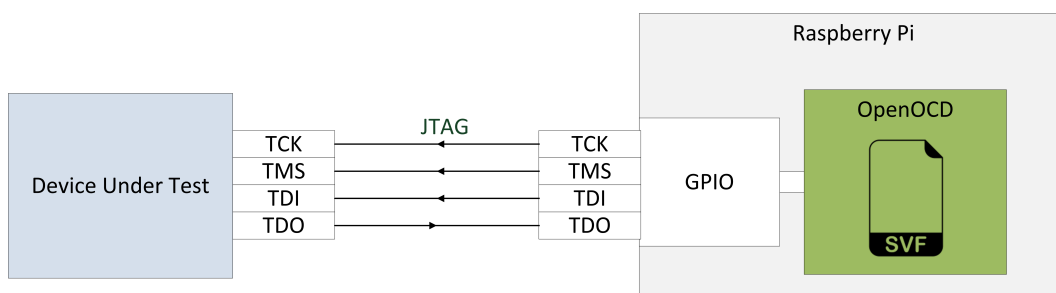 Raspberry Pi
OpenOCD
JTAG
TCK
TCK
TMS
TMS
Device Under Test
GPIO
TDI
TDI
TDO
TDO
SVF